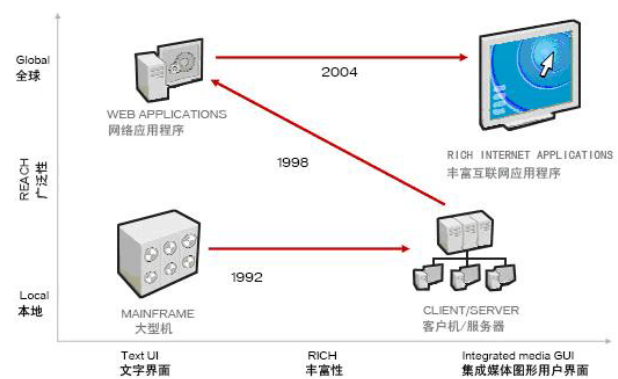 Global
全球
2004
WEB APPLICATIONS
网络应用程序
RICH INTERNET APPLICATIONS
丰富互联网应用程序
REACH
广泛性
1998
1992
Local
本地
MAINFRAME
大型机
CLIENT/SERVER
客户机/服务器
Text UI
文字界面
RICH
丰富性
Integrated media GUI
集成媒体图形用户界面